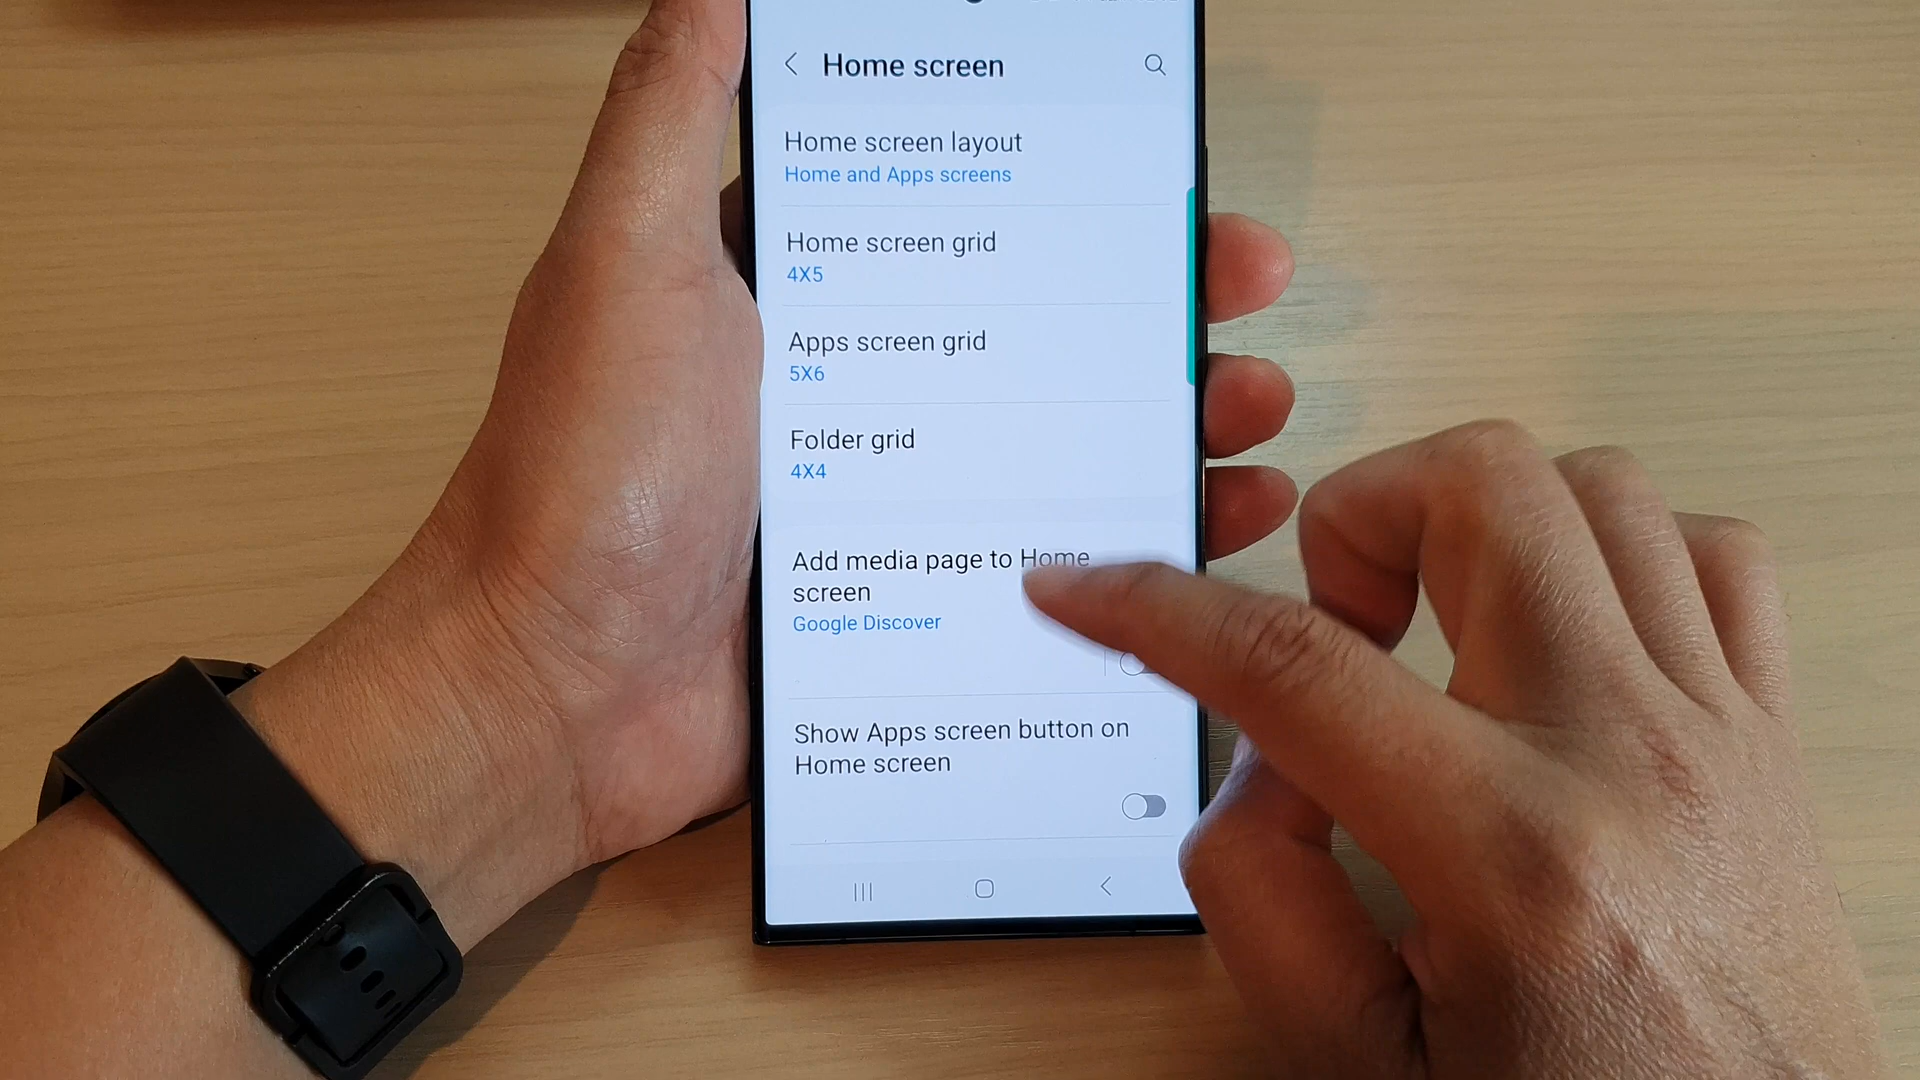 Home screen
Home screen layout
Home and Apps screens
Home screen grid
4X5
Apps screen grid
5X6
Folder grid
4X4
Add media page to Home
screen
Google Discover
Show Apps screen button on
Home screen